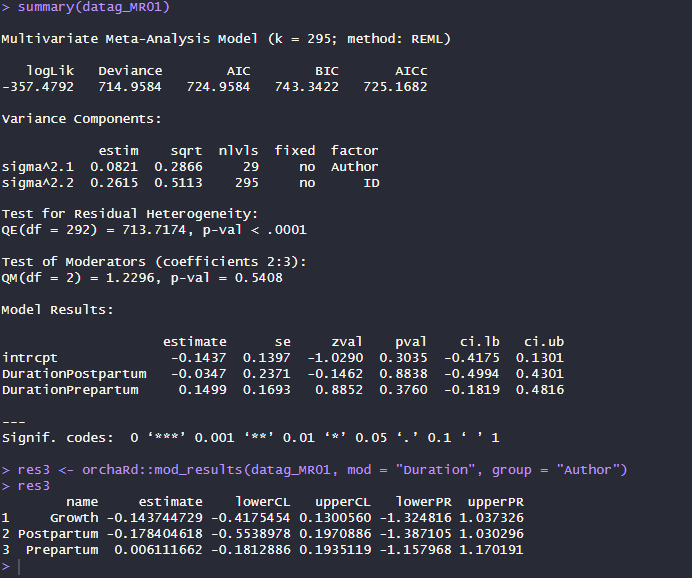 > summary(datag_MRO1)
Multivariate Meta-Analysis Model (k = 295; method: REML)
logLik Deviance AIC BIC AICc
-357.4792 714.9584 724.9584 743.3422 725.1682
Variance Components:
estim sqrt nlvls fixed factor
sigma^2.1 0.0821 0.2866 29 no Author
sigma^2.2 0.2615 0.5113 295 no ID
Test for Residual Heterogeneity:
QE(df = 292) = 713.7174, p-val < .0001
Test of Moderators (coefficients 2:3):
QM(df = 2) = 1.2296, p-val = 0.5408
Model Results:
estimate se zval pval ci.lb ci.ub
intrcpt -0.1437 0.1397 -1.0290 0.3035 -0.4175 0.1301
DurationPostpartum -0.0347 0.2371 -0.1462 0.8838 -0.4994 0.4301
DurationPrepartum 0.1499 0.1693 0.8852 0.3760 -0.1819 0.4816
---
Signif. codes: 0 ‘***’ 0.001 ‘**’ 0.01 ‘*’ 0.05 ‘.’ 0.1 ‘ ’ 1
> res3 <- orchaRd::mod_results(datag_MRO1, mod = "Duration", group = "Author")
> res3
name estimate lowerCL upperCL lowerPR upperPR
1 Growth -0.143744729 -0.4175454 0.1300560 -1.324816 1.037326
2 Postpartum -0.178404618 -0.5538978 0.1970886 -1.387105 1.030296
3 Prepartum 0.006111662 -0.1812886 0.1935119 -1.157968 1.170191
>